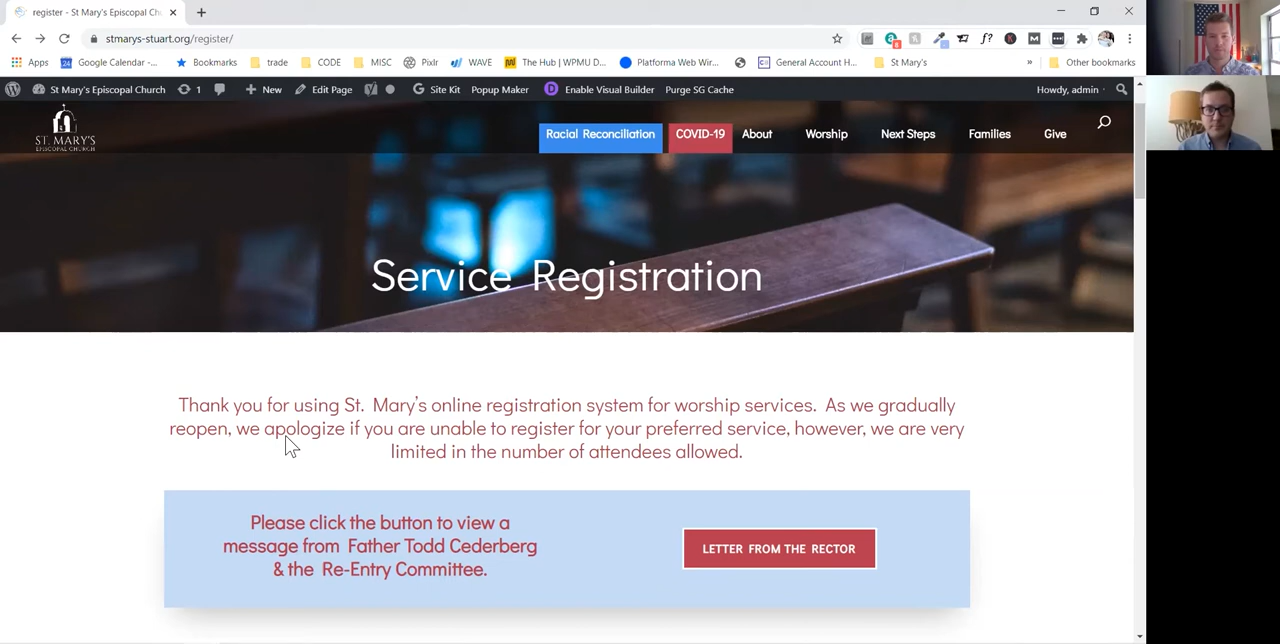 register - St Mary's Episcopal Chu
stmarys-stuart.org/register/
Apps
24
Google Calendar -...
Bookmarks
trade
CODE
MISC
Pixlr
WAVE
The Hub | WPMU D...
Platforma Web Wir...
General Account H...
St Mary's
»
Other bookmarks
St Mary's Episcopal Church
1
New
Edit Page
Site Kit
Popup Maker
Enable Visual Builder
Purge SG Cache
Howdy, admin
ST. MARY'S
EPISCOPAL CHURCH
Racial Reconciliation
COVID-19
About
Worship
Next Steps
Families
Give
Service Registration
Thank you for using St. Mary's online registration system for worship services. As we gradually
reopen, we apologize if you are unable to register for your preferred service, however, we are very
limited in the number of attendees allowed.
Please click the button to view a
message from Father Todd Cederberg
& the Re-Entry Committee.
LETTER FROM THE RECTOR